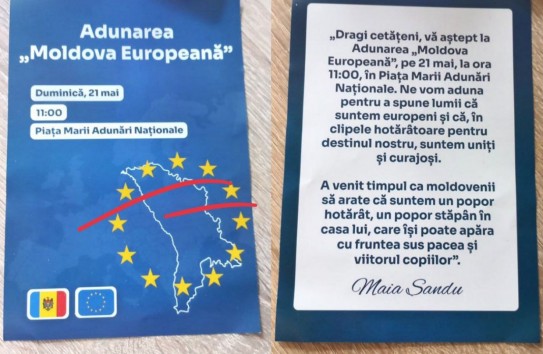 Adunarea
„Moldova Europeană”
Duminică, 21 mai
11:00
Piața Marii Adunări Naționale
„Dragi cetățeni, vă aștept la
Adunarea „Moldova
Europeană”, pe 21 mai, la ora
11:00, în Piața Marii Adunări
Naționale. Ne vom aduna
pentru a spune lumii că
suntem europeni și că, în
clipele hotărâtoare pentru
destinul nostru, suntem uniți
și curajoși.
A venit timpul ca moldovenii
să arate că suntem un popor
hotărât, un popor stăpân în
casa lui, care își poate apăra
cu fruntea sus pacea și
viitorul copiilor”.
Maia Sandu